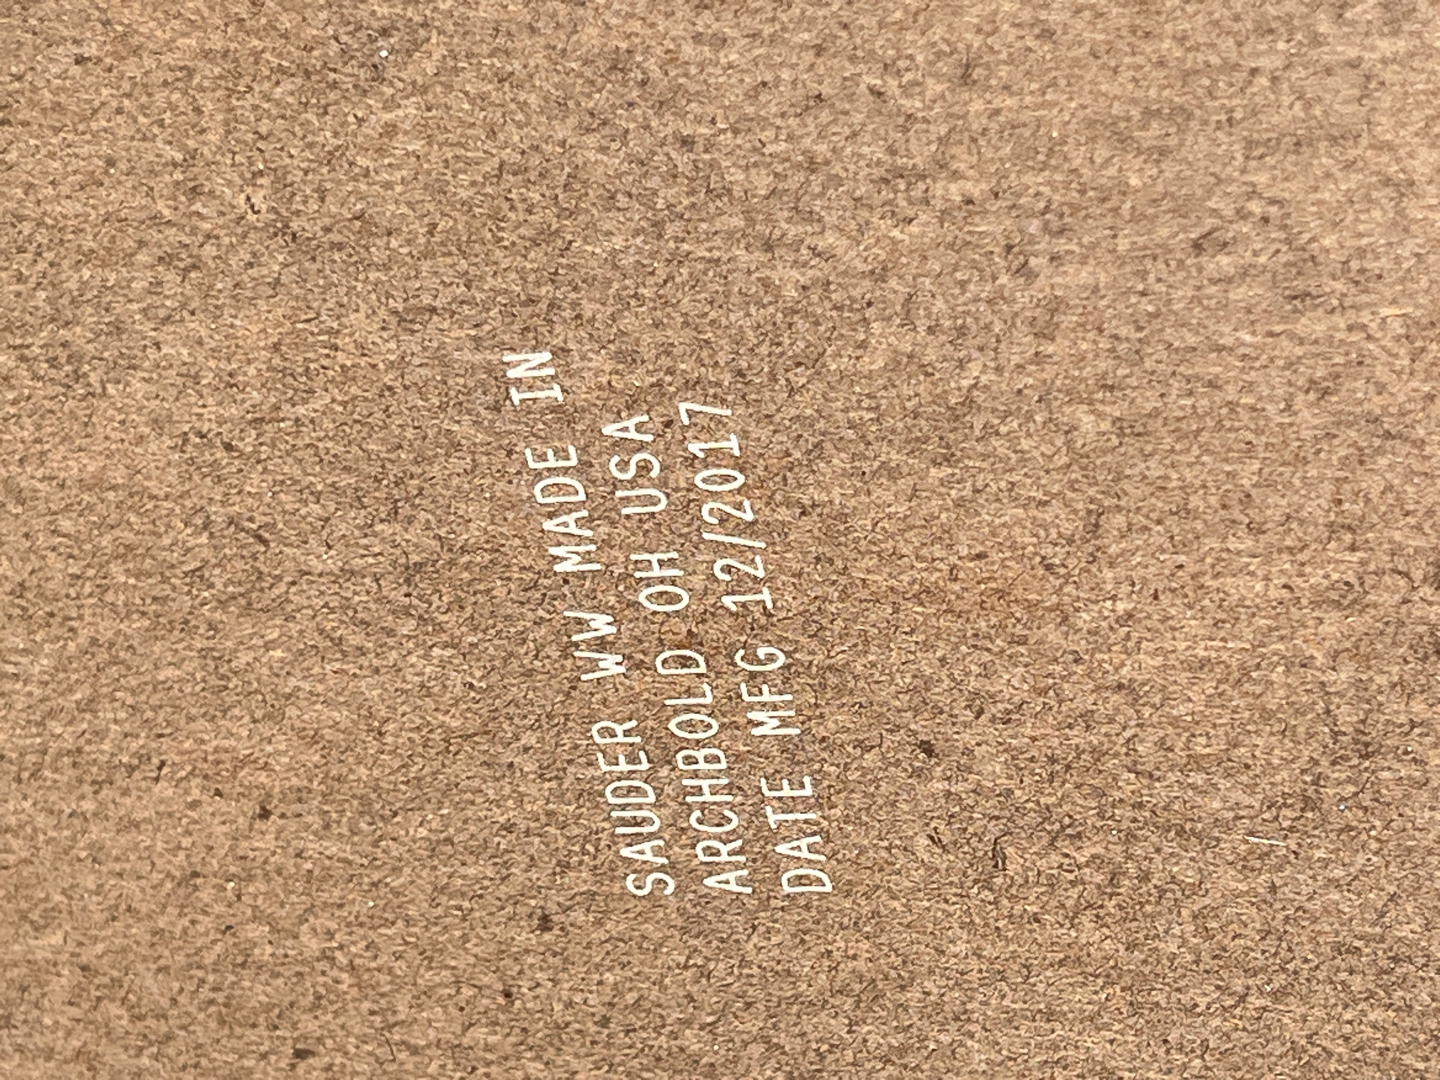 SAUDER WW MADE IN
ARCHBOLD OH USA
DATE MFG 12/2017